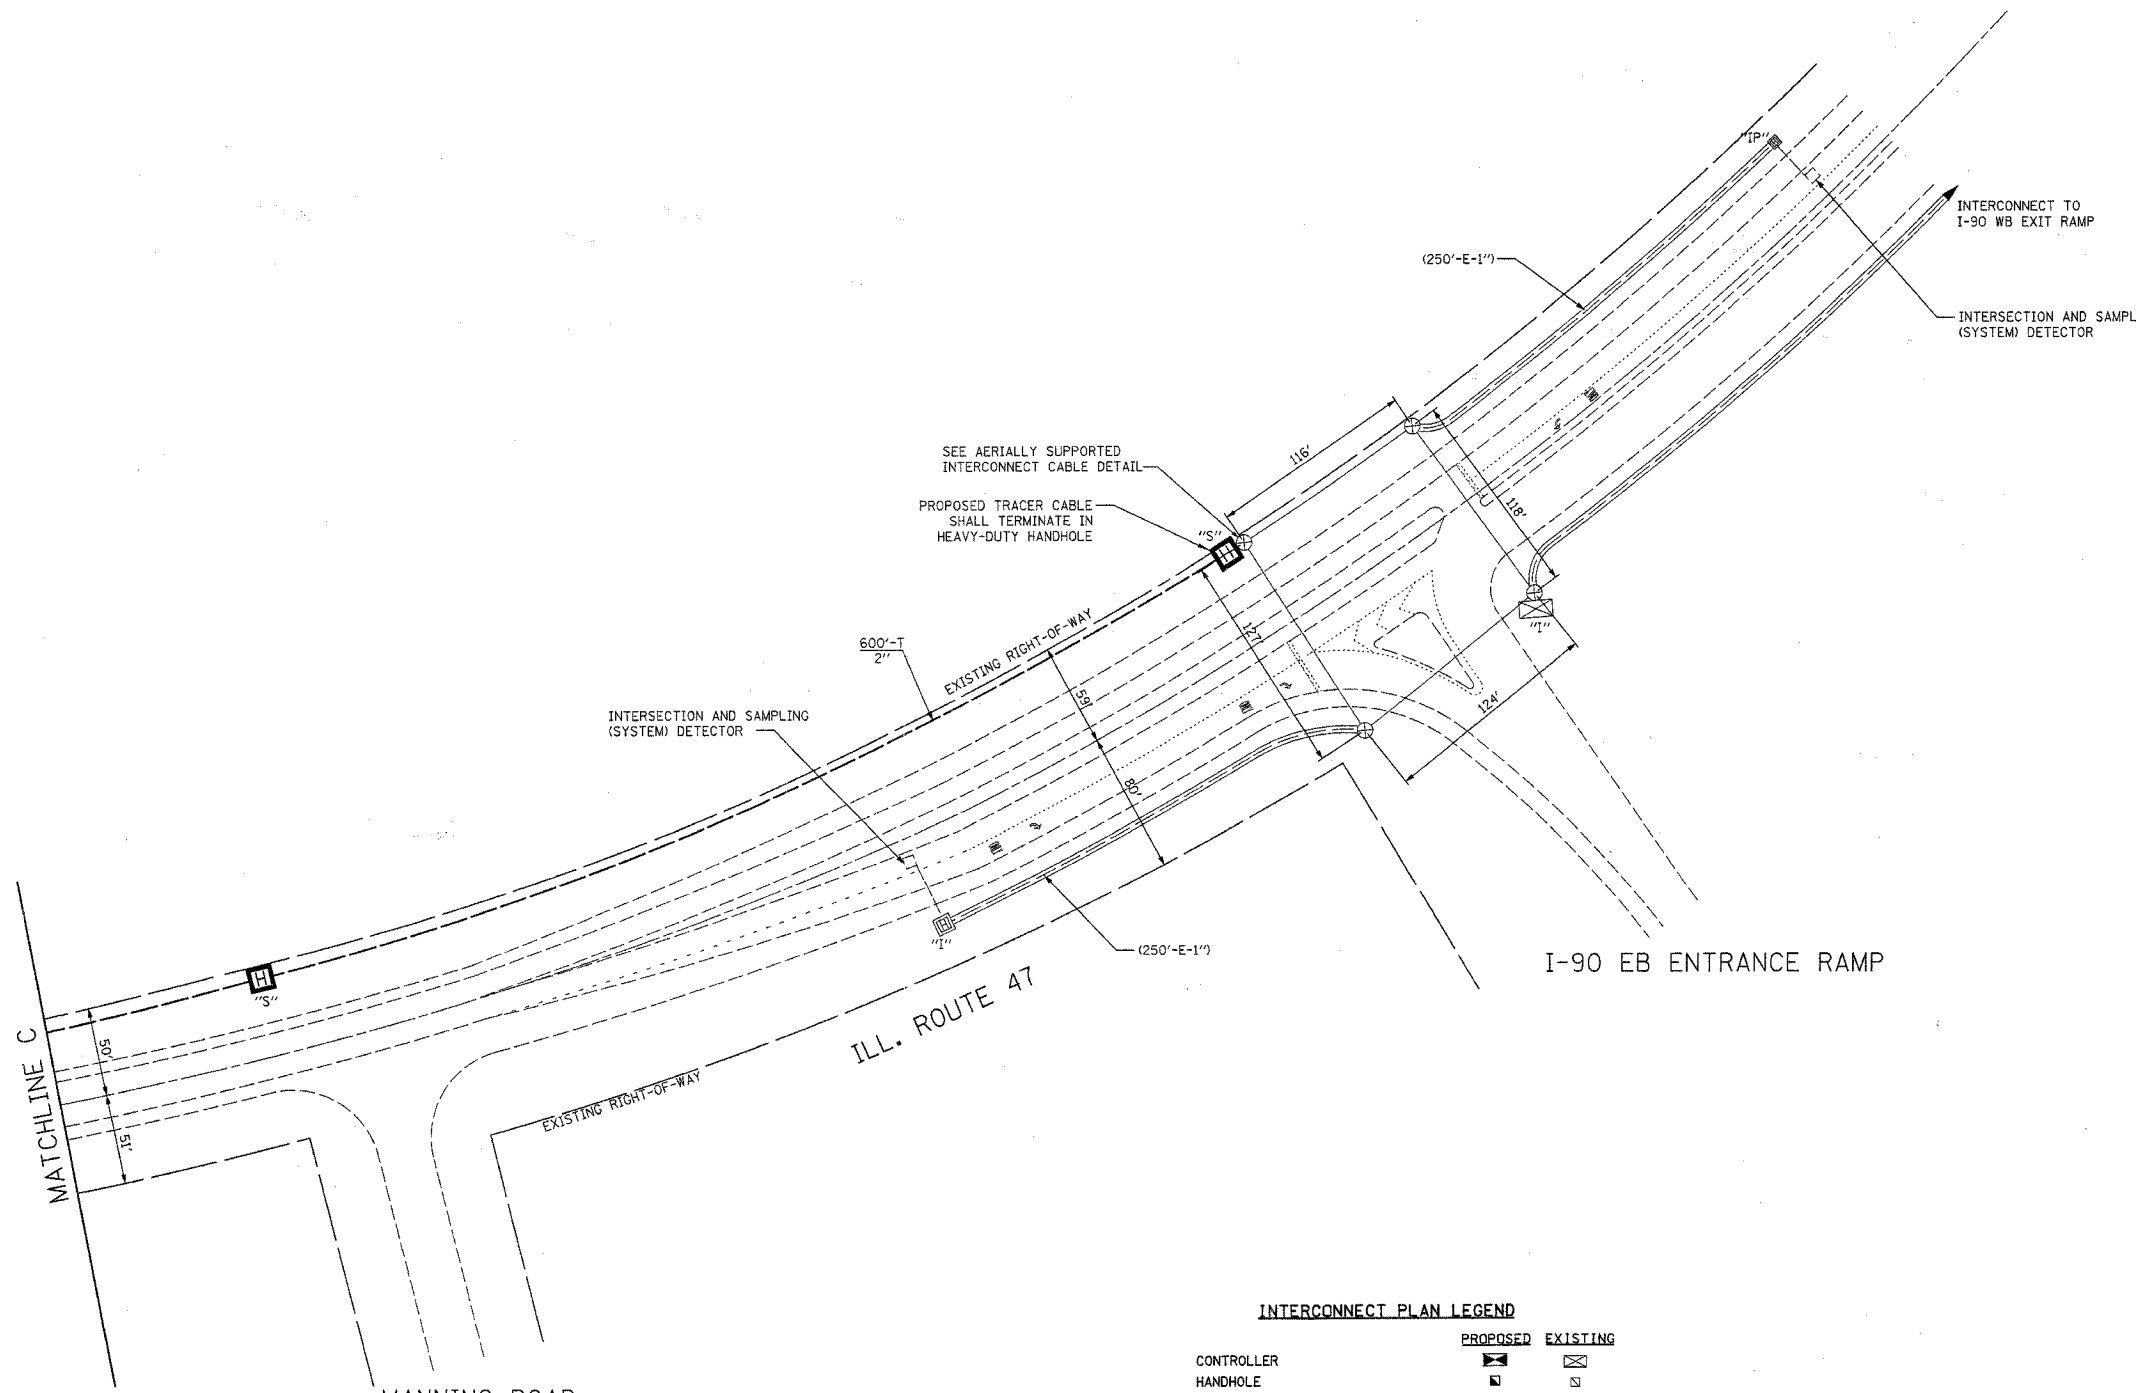 "IP"
INTERCONNECT TO
I-90 WB EXIT RAMP
(250'-E-1")
INTERSECTION AND SAMPL
(SYSTEM) DETECTOR
SEE AERIALLY SUPPORTED
INTERCONNECT CABLE DETAIL
116'
118'
PROPOSED TRACER CABLE
SHALL TERMINATE IN
HEAVY-DUTY HANDHOLE
"S"
H
"I"
127'
124'
600'-T
2"
EXISTING RIGHT-OF-WAY
59'
80'
INTERSECTION AND SAMPLING
(SYSTEM) DETECTOR
H
"I"
(250'-E-1")
I-90 EB ENTRANCE RAMP
ILL. ROUTE 47
H
"S"
MATCHLINE C
50'
51'
EXISTING RIGHT-OF-WAY
MANNING ROAD
INTERCONNECT PLAN LEGEND
PROPOSED EXISTING
CONTROLLER
HANDHOLE